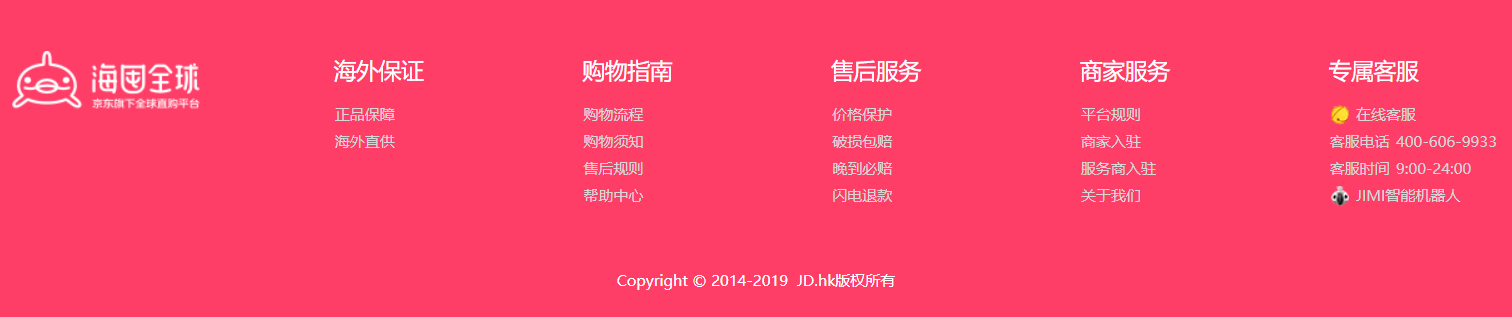 海囤全球
京东旗下全球直购平台
海外保证
正品保障
海外直供
购物指南
购物流程
购物须知
售后规则
帮助中心
售后服务
价格保护
破损包赔
晚到必赔
闪电退款
商家服务
平台规则
商家入驻
服务商入驻
关于我们
专属客服
在线客服
客服电话 400-606-9933
客服时间 9:00-24:00
JIMI智能机器人
Copyright © 2014-2019 JD.hk版权所有